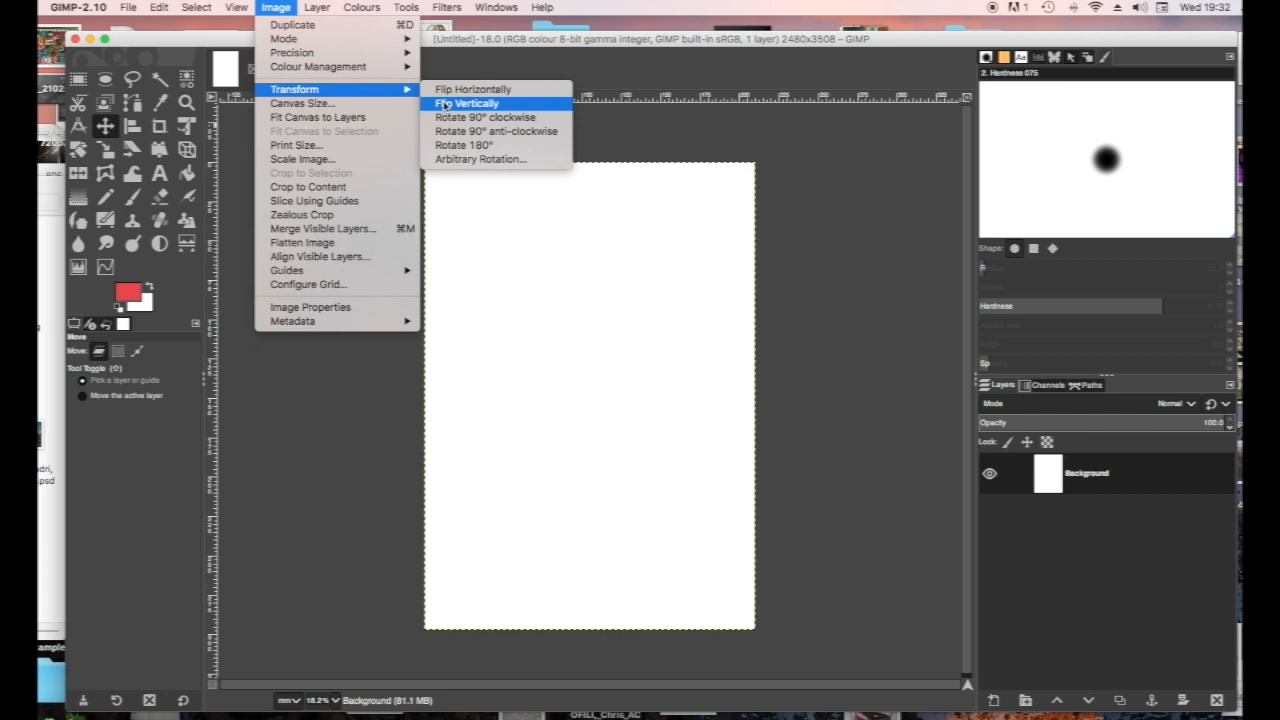 GIMP-2.10 File Edit Select View Image Layer Colours Tools Filters Windows Help 1 Wed 19:32
[Untitled]-18.0 (RGB colour 8-bit gamma integer, GIMP built-in sRGB, 1 layer) 2480x3508 – GIMP
Duplicate ⌘D
Mode
Precision
Colour Management
Transform
Canvas Size...
Fit Canvas to Layers
Fit Canvas to Selection
Print Size...
Scale Image...
Crop to Selection
Crop to Content
Slice Using Guides
Zealous Crop
Merge Visible Layers... ⌘M
Flatten Image
Align Visible Layers...
Guides
Configure Grid...
Image Properties
Metadata
Flip Horizontally
Flip Vertically
Rotate 90° clockwise
Rotate 90° anti-clockwise
Rotate 180°
Arbitrary Rotation...
Move
Move:
Tool Toggle (⇧)
Pick a layer or guide
Move the active layer
2. Hardness 075
Shape:
Hardness
Layers Channels Paths
Mode Normal
Opacity 100.0
Lock:
Background
mm 18.2% Background (81.1 MB)